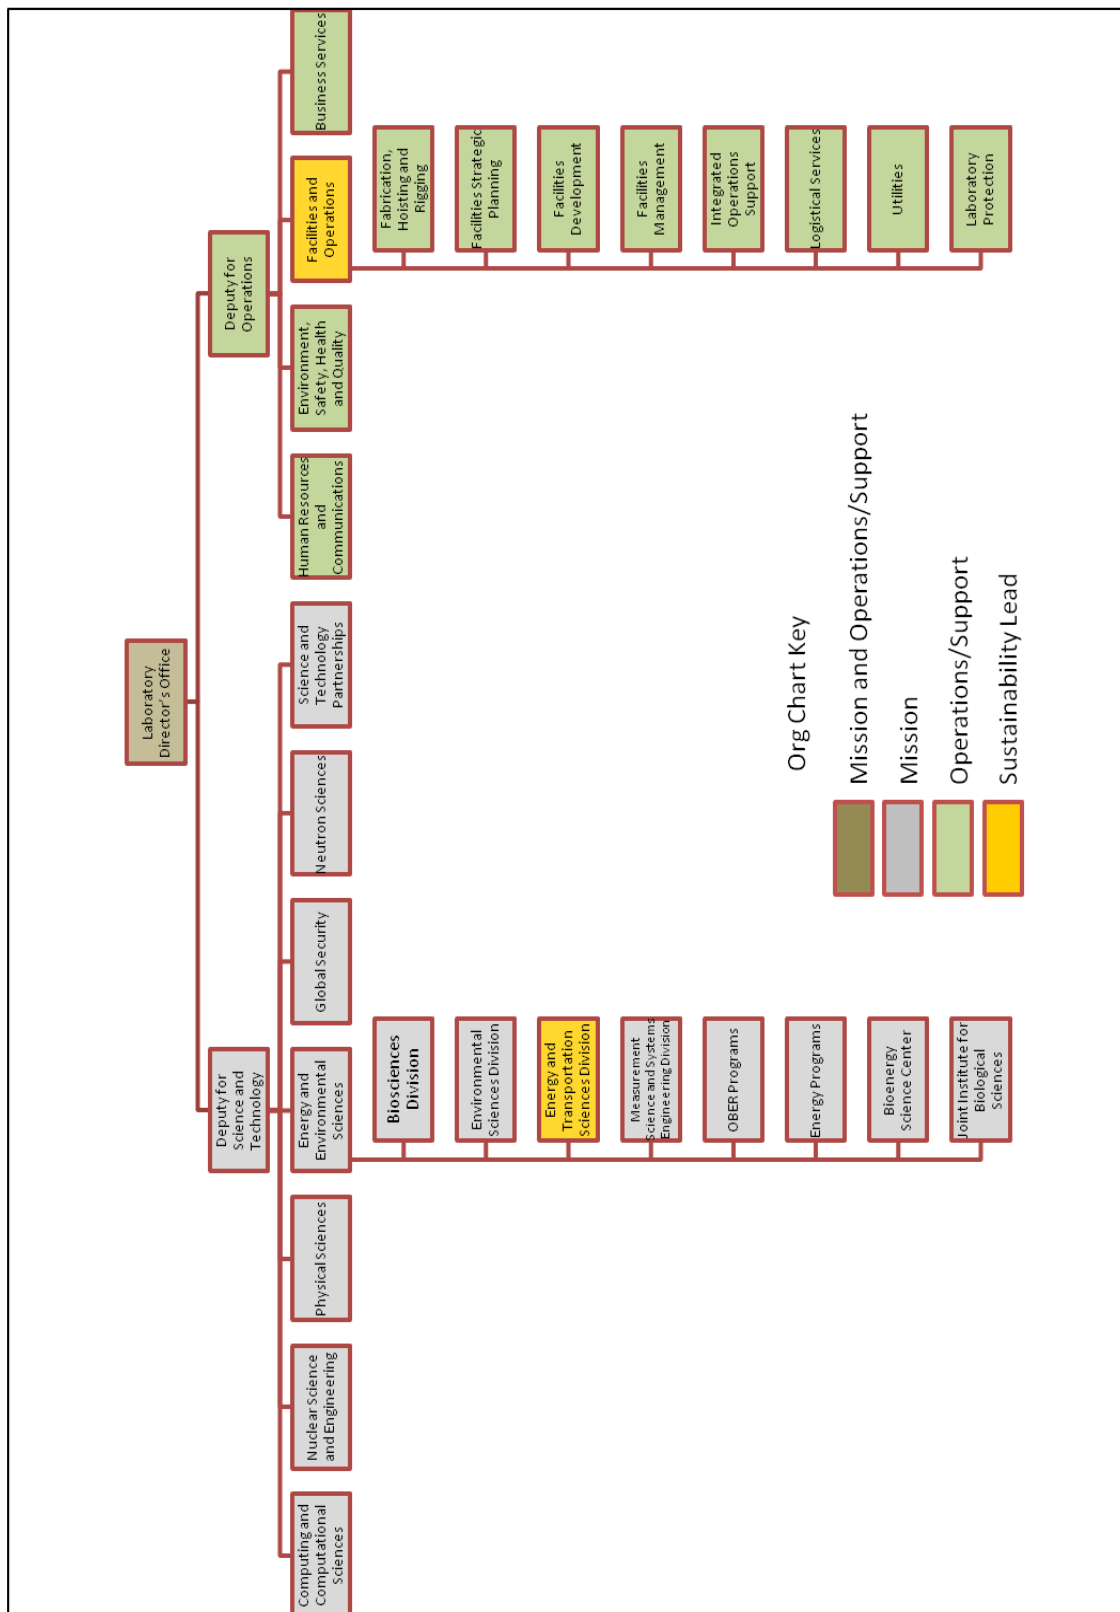 Laboratory
Director's Office
Deputy for
Science and
Technology
Deputy for
Operations
Computing and
Computational
Sciences
Nuclear Science
and Engineering
Physical Sciences
Energy and
Environmental
Sciences
Global Security
Neutron Sciences
Science and
Technology
Partnerships
Human Resources
and
Communications
Environment,
Safety, Health
and Quality
Facilities and
Operations
Business Services
Biosciences
Division
Environmental
Sciences Division
Energy and
Transportation
Sciences Division
Measurement
Science and Systems
Engineering Division
OBER Programs
Energy Programs
Bioenergy
Science Center
Joint Institute for
Biological
Sciences
Fabrication,
Hoisting and
Rigging
Facilities Strategic
Planning
Facilities
Development
Facilities
Management
Integrated
Operations
Support
Logistical Services
Utilities
Laboratory
Protection
Org Chart Key
Mission and Operations/Support
Mission
Operations/Support
Sustainability Lead